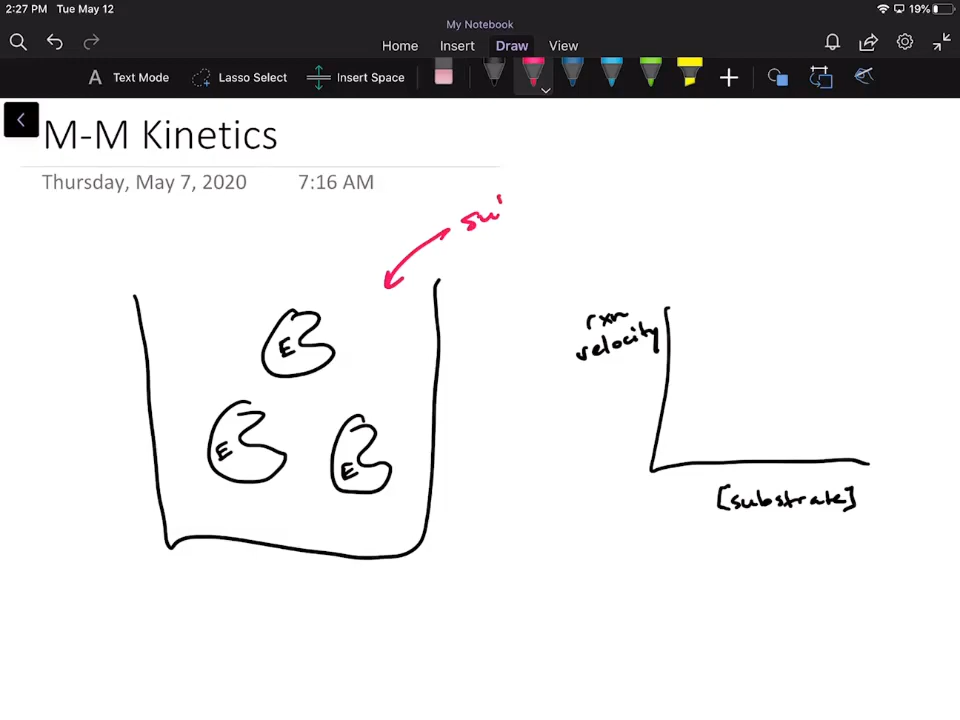 2:27 PM Tue May 12
19%
My Notebook
Home Insert Draw View
A Text Mode Lasso Select Insert Space
M-M Kinetics
Thursday, May 7, 2020 7:16 AM
E
E
E
rxn
velocity
[substrate]